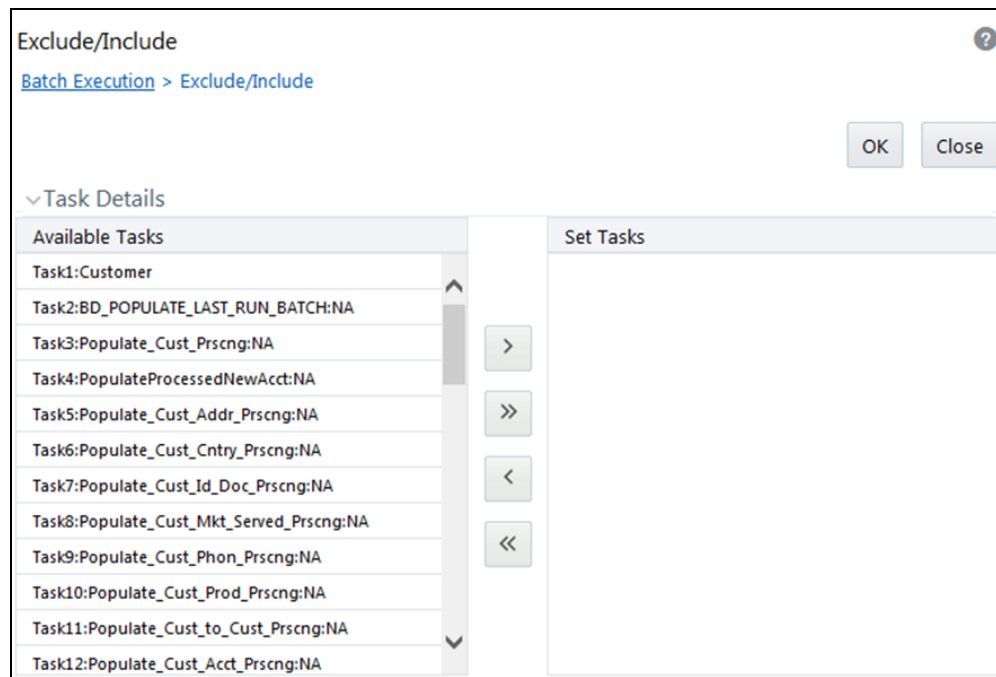 Exclude/Include
?
Batch Execution > Exclude/Include
OK Close
Task Details
Available Tasks
Task1:Customer
Task2:BD_POPULATE_LAST_RUN_BATCH:NA
Task3:Populate_Cust_Prscng:NA
Task4:PopulateProcessedNewAcct:NA
Task5:Populate_Cust_Addr_Prscng:NA
Task6:Populate_Cust_Cntry_Prscng:NA
Task7:Populate_Cust_Id_Doc_Prscng:NA
Task8:Populate_Cust_Mkt_Served_Prscng:NA
Task9:Populate_Cust_Phon_Prscng:NA
Task10:Populate_Cust_Prod_Prscng:NA
Task11:Populate_Cust_to_Cust_Prscng:NA
Task12:Populate_Cust_Acct_Prscng:NA
>
>>
<
<<
Set Tasks